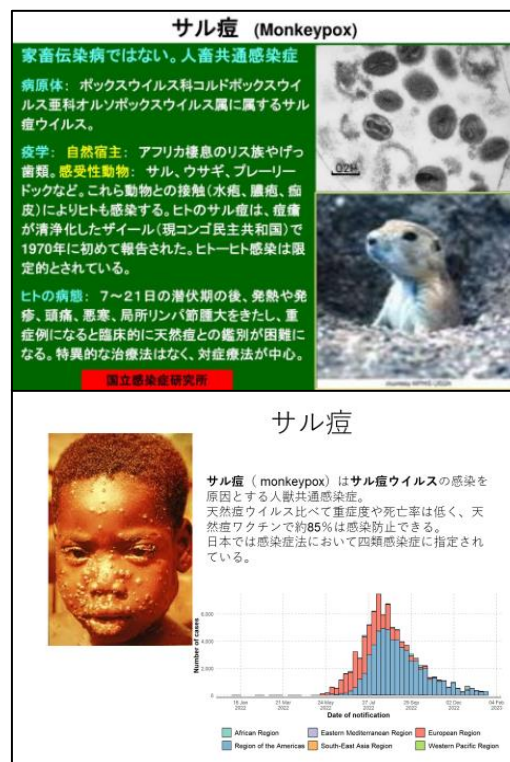 サル痘 (Monkeypox)
家畜伝染病ではない。人畜共通感染症
病原体: ポックスウイルス科コルドポックスウイ
ルス亜科オルソポックスウイルス属に属するサル
痘ウイルス。
疫学: 自然宿主: アフリカ棲息のリス族やげっ
歯類。感受性動物: サル、ウサギ、プレーリー
ドックなど。これら動物との接触(水疱、膿疱、痂
皮)によりヒトも感染する。ヒトのサル痘は、痘瘡
が清浄化したザイール(現コンゴ民主共和国)で
1970年に初めて報告された。ヒトーヒト感染は限
定的とされている。
ヒトの病態: 7～21日の潜伏期の後、発熱や発
疹、頭痛、悪寒、局所リンパ節腫大をきたし、重
症例になると臨床的に天然痘との鑑別が困難に
なる。特異的な治療法はなく、対症療法が中心。
国立感染症研究所
サル痘
サル痘（ monkeypox）はサル痘ウイルスの感染を
原因とする人獣共通感染症。
天然痘ウイルス比べて重症度や死亡率は低く、天
然痘ワクチンで約85%は感染防止できる。
日本では感染症法において四類感染症に指定され
ている。
Number of cases
6,000
4,000
2,000
0
24 May
2022
27 Jul
2022
02 Dec
2022
04 Feb
2023
Date of notification
African Region
Eastern Mediterranean Region
European Region
Region of the Americas
South-East Asia Region
Western Pacific Region